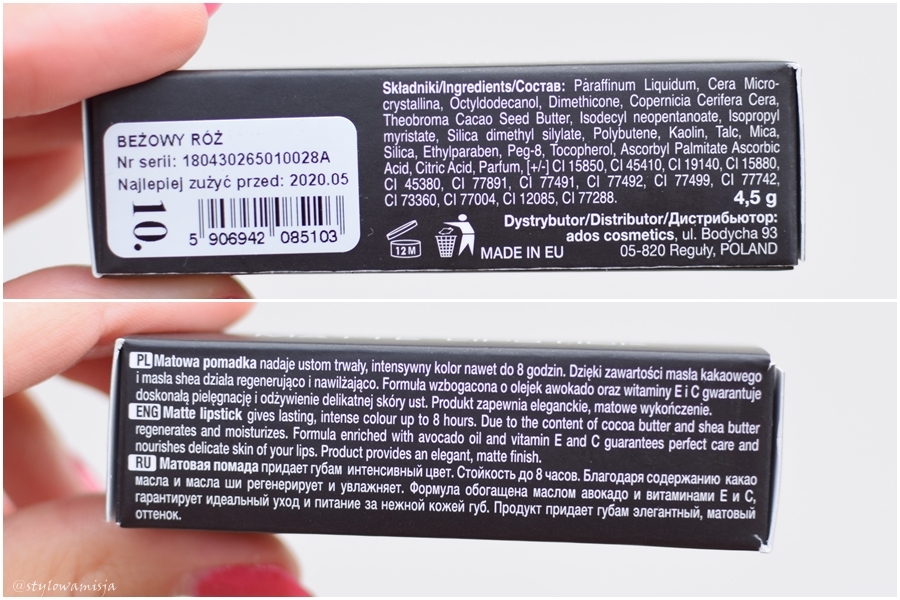 BEŻOWY RÓŻ
Nr serii: 180430265010028A
Najlepiej zużyć przed: 2020.05
10.
5 906942 085103
Składniki/Ingredients/Состав: Paraffinum Liquidum, Cera Micro-
crystallina, Octyldodecanol, Dimethicone, Copernicia Cerifera Cera,
Theobroma Cacao Seed Butter, Isodecyl neopentanoate, Isopropyl
myristate, Silica dimethyl silylate, Polybutene, Kaolin, Talc, Mica,
Silica, Ethylparaben, Peg-8, Tocopherol, Ascorbyl Palmitate Ascorbic
Acid, Citric Acid, Parfum, [+/-] CI 15850, CI 45410, CI 19140, CI 15880,
CI 45380, CI 77891, CI 77491, CI 77492, CI 77499, CI 77742,
CI 73360, CI 77004, CI 12085, CI 77288.
4,5 g
Dystrybutor/Distributor/Дистрибьютор:
ados cosmetics, ul. Bodycha 93
05-820 Reguły, POLAND
12 M
MADE IN EU
PL Matowa pomadka nadaje ustom trwały, intensywny kolor nawet do 8 godzin. Dzięki zawartości masła kakaowego
i masła shea działa regenerująco i nawilżająco. Formuła wzbogacona o olejek awokado oraz witaminy E i C gwarantuje
doskonałą pielęgnację i odżywienie delikatnej skóry ust. Produkt zapewnia eleganckie, matowe wykończenie.
ENG Matte lipstick gives lasting, intense colour up to 8 hours. Due to the content of cocoa butter and shea butter
regenerates and moisturizes. Formula enriched with avocado oil and vitamin E and C guarantees perfect care and
nourishes delicate skin of your lips. Product provides an elegant, matte finish.
RU Матовая помада придает губам интенсивный цвет. Стойкость до 8 часов. Благодаря содержанию какао
масла и масла ши регенерирует и увлажняет. Формула обогащена маслом авокадо и витаминами Е и С,
гарантирует идеальный уход и питание за нежной кожей губ. Продукт придает губам элегантный, матовый
оттенок.
@stylowamisja